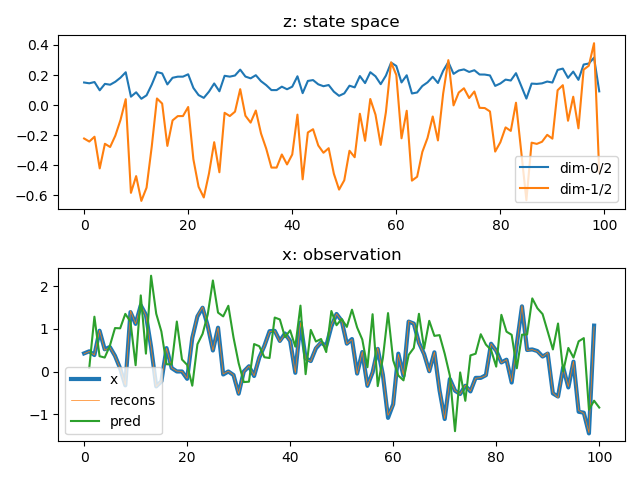 z: state space
0.4
0.2
0.0
−0.2
−0.4
−0.6
dim-0/2
dim-1/2
0 20 40 60 80 100
x: observation
2
1
0
−1
x
recons
pred
0 20 40 60 80 100